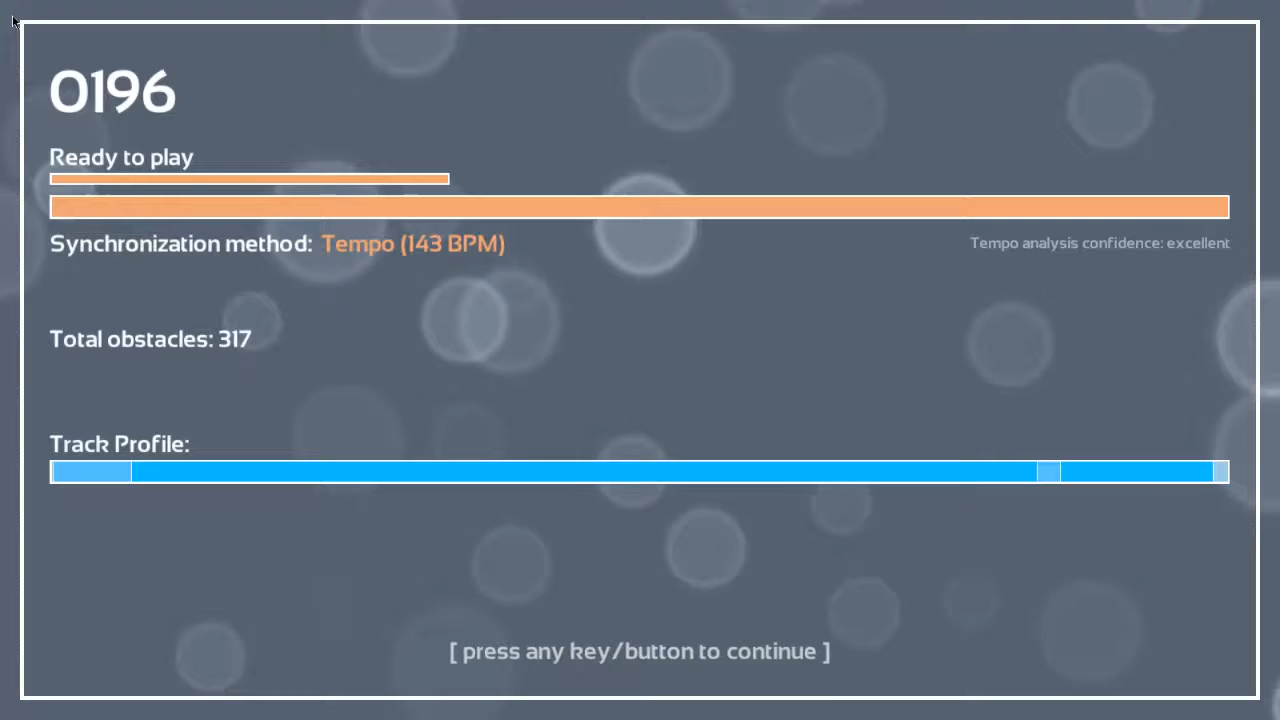 0196
Ready to play
Synchronization method: Tempo (143 BPM)
Tempo analysis confidence: excellent
Total obstacles: 317
Track Profile:
[ press any key/button to continue ]